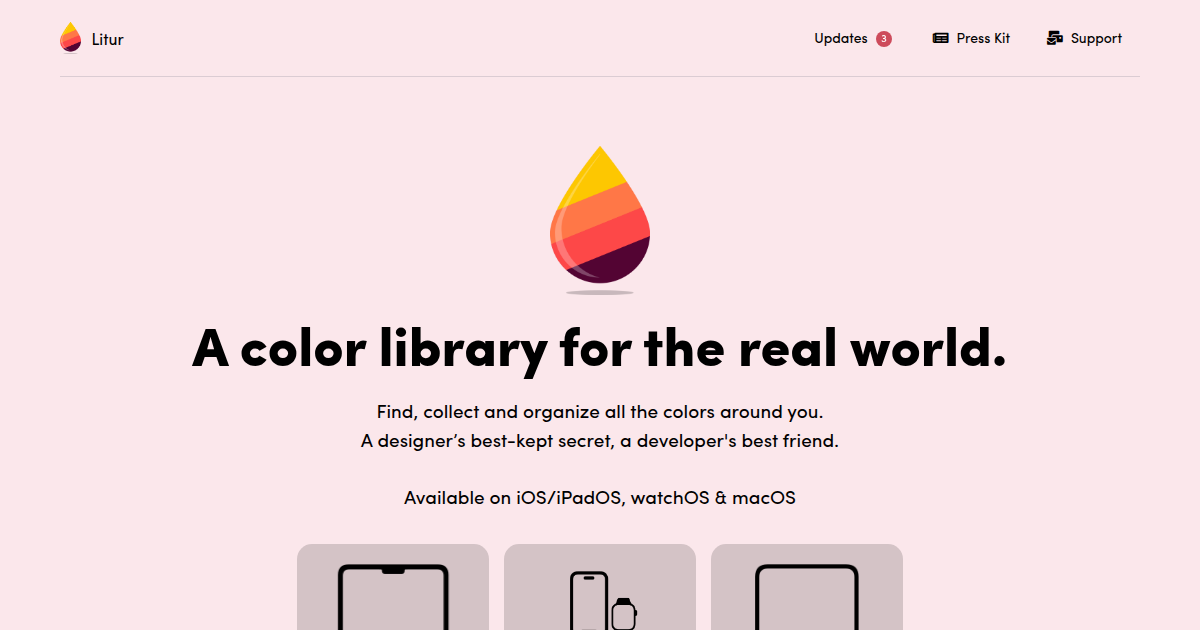 Litur
Updates 3
Press Kit
Support
A color library for the real world.
Find, collect and organize all the colors around you.
A designer’s best-kept secret, a developer's best friend.
Available on iOS/iPadOS, watchOS & macOS